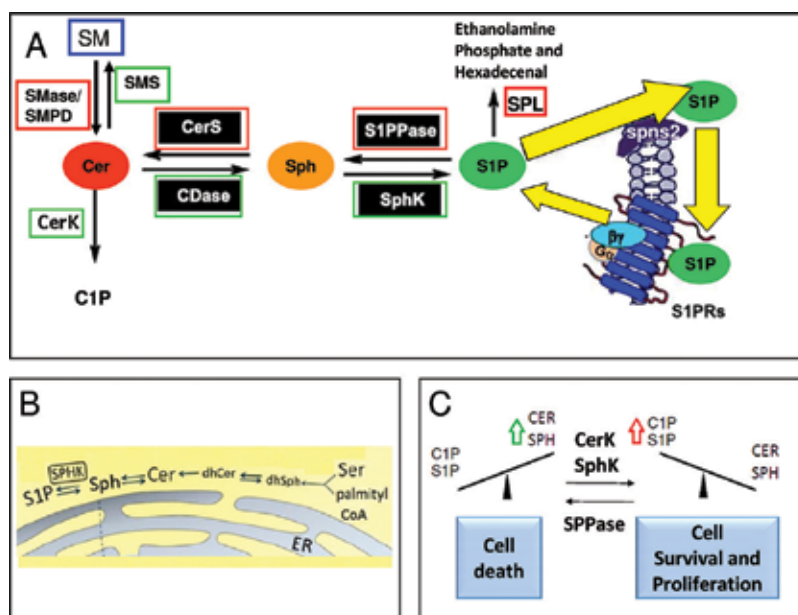 A
SM
SMase/
SMPD
SMS
Cer
CerK
C1P
CerS
CDase
Sph
S1PPase
SphK
Ethanolamine
Phosphate and
Hexadecenal
SPL
S1P
S1P
spns2
βγ
Gα
S1P
S1PRs
B
SPHK
S1P Sph Cer dhCer dhSph Ser
palmityl
CoA
ER
C
C1P
S1P
CER
SPH
CerK
SphK
SPPase
C1P
S1P
CER
SPH
Cell
death
Cell
Survival and
Proliferation